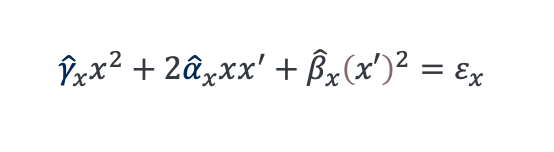 γ̂ₓx² + 2α̂ₓxx′ + β̂ₓ(x′)² = εₓ